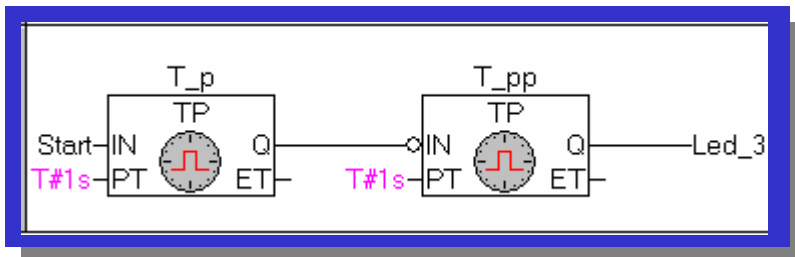 T_p T_pp
TP TP
Start IN Q IN Q Led_3
T#1s PT ET T#1s PT ET